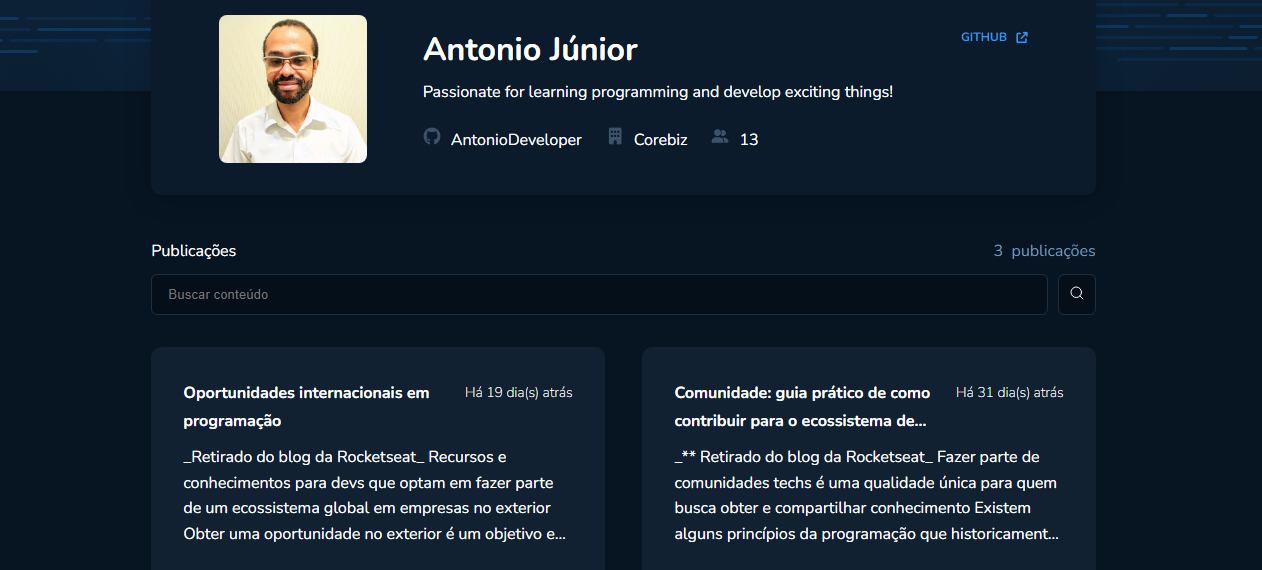 Antonio Júnior
GITHUB
Passionate for learning programming and develop exciting things!
AntonioDeveloper Corebiz 13
Publicações
3 publicações
Buscar conteúdo
Oportunidades internacionais em
programação
Há 19 dia(s) atrás
_Retirado do blog da Rocketseat_ Recursos e
conhecimentos para devs que optam em fazer parte
de um ecossistema global em empresas no exterior
Obter uma oportunidade no exterior é um objetivo e...
Comunidade: guia prático de como
contribuir para o ecossistema de...
Há 31 dia(s) atrás
_** Retirado do blog da Rocketseat_ Fazer parte de
comunidades techs é uma qualidade única para quem
busca obter e compartilhar conhecimento Existem
alguns princípios da programação que historicament...